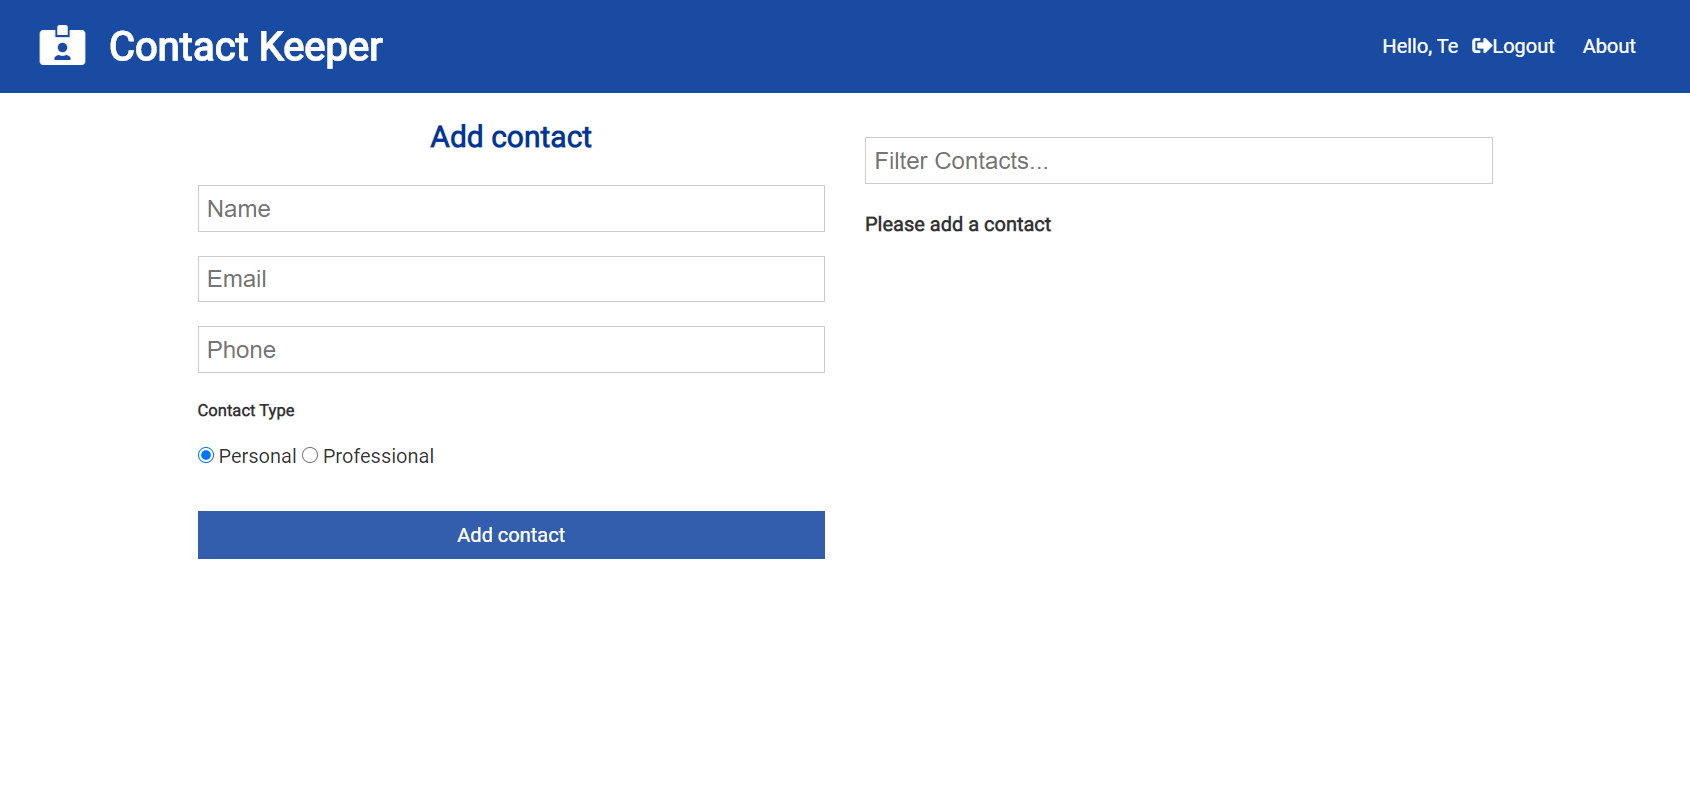 Contact Keeper
Hello, Te Logout About
Add contact
Name
Email
Phone
Contact Type
Personal Professional
Add contact
Filter Contacts...
Please add a contact